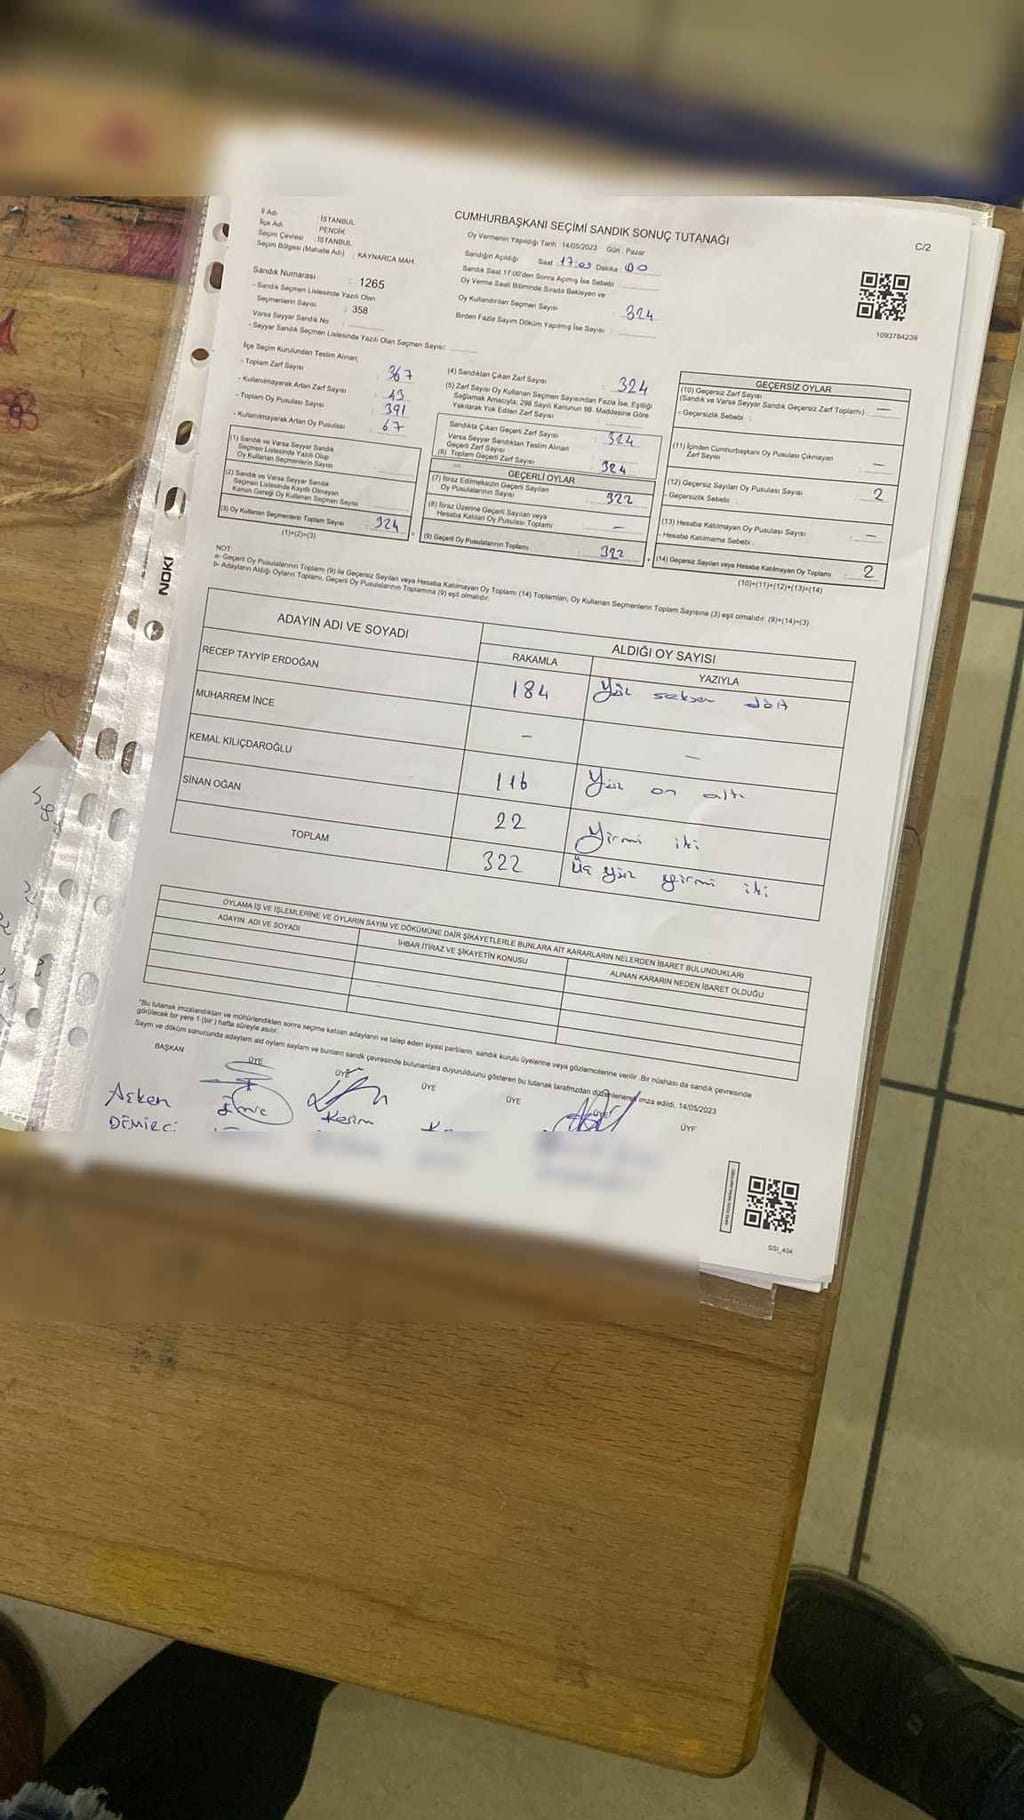 CUMHURBAŞKANI SEÇİMİ SANDIK SONUÇ TUTANAĞI
C/2
İl Adı : İSTANBUL
İlçe Adı : PENDİK
Seçim Çevresi : İSTANBUL
Seçim Bölgesi (Mahalle Adı) : KAYNARCA MAH.
Sandık Numarası : 1265
- Sandık Seçmen Listesinde Yazılı Olan
Seçmenlerin Sayısı : 358
Varsa Seyyar Sandık No :
- Seyyar Sandık Seçmen Listesinde Yazılı Olan Seçmen Sayısı:
Oy Vermenin Yapıldığı Tarih : 14/05/2023 Gün : Pazar
Sandığın Açıldığı Saat 17:09 Dakika 00
Sandık Saat 17:00'den Sonra Açılmış İse Sebebi :
Oy Verme Saati Bitiminde Sırada Bekleyen ve
Oy Kullandırılan Seçmen Sayısı : 324
Birden Fazla Sayım Döküm Yapılmış İse Sayısı :
1093784239
İlçe Seçim Kurulundan Teslim Alınan;
- Toplam Zarf Sayısı 367
- Kullanılmayarak Artan Zarf Sayısı 43
- Toplam Oy Pusulası Sayısı 391
- Kullanılmayarak Artan Oy Pusulası 67
(1) Sandık ve Varsa Seyyar Sandık
Seçmen Listesinde Yazılı Olup
Oy Kullanan Seçmenlerin Sayısı
(2) Sandık ve Varsa Seyyar Sandık
Seçmen Listesinde Kayıtlı Olmayan
Kanun Gereği Oy Kullanan Seçmen Sayısı
(3) Oy Kullanan Seçmenlerin Toplam Sayısı : 324
(1)+(2)=(3)
(4) Sandıktan Çıkan Zarf Sayısı : 324
(5) Zarf Sayısı Oy Kullanan Seçmen Sayısından Fazla İse, Eşitliği
Sağlamak Amacıyla; 298 Sayılı Kanunun 98. Maddesine Göre
Yakılarak Yok Edilen Zarf Sayısı
Sandıkta Çıkan Geçerli Zarf Sayısı : 324
Varsa Seyyar Sandıktan Teslim Alınan
Geçerli Zarf Sayısı
(6) Toplam Geçerli Zarf Sayısı : 324
GEÇERLİ OYLAR
(7) İtiraz Edilmeksizin Geçerli Sayılan
Oy Pusulalarının Sayısı : 322
(8) İtiraz Üzerine Geçerli Sayılan veya
Hesaba Katılan Oy Pusulası Toplamı : -
(9) Geçerli Oy Pusulalarının Toplamı : 322
GEÇERSİZ OYLAR
(10) Geçersiz Zarf Sayısı
(Sandık ve Varsa Seyyar Sandık Geçersiz Zarf Toplamı) : —
- Geçersizlik Sebebi :
(11) İçinden Cumhurbaşkanı Oy Pusulası Çıkmayan
Zarf Sayısı : —
(12) Geçersiz Sayılan Oy Pusulası Sayısı : 2
- Geçersizlik Sebebi :
(13) Hesaba Katılmayan Oy Pusulası Sayısı : —
- Hesaba Katılmama Sebebi :
(14) Geçersiz Sayılan veya Hesaba Katılmayan Oy Toplamı : 2
(10)+(11)+(12)+(13)=(14)
NOT:
a- Geçerli Oy Pusulalarının Toplamı (9) ile Geçersiz Sayılan veya Hesaba Katılmayan Oy Toplamı (14) Toplamları, Oy Kullanan Seçmenlerin Toplam Sayısına (3) eşit olmalıdır. (9)+(14)=(3)
b- Adayların Aldığı Oyların Toplamı, Geçerli Oy Pusulalarının Toplamına (9) eşit olmalıdır.
ADAYIN ADI VE SOYADI ALDIĞI OY SAYISI
RAKAMLA YAZIYLA
RECEP TAYYİP ERDOĞAN 184 Yüz seksen dört
MUHARREM İNCE - —
KEMAL KILIÇDAROĞLU 116 Yüz on altı
SİNAN OĞAN 22 Yirmi iki
TOPLAM 322 Üç yüz yirmi iki
OYLAMA İŞ VE İŞLEMLERİNE VE OYLARIN SAYIM VE DÖKÜMÜNE DAİR ŞİKAYETLERLE BUNLARA AİT KARARLARIN NELERDEN İBARET BULUNDUKLARI
ADAYIN ADI VE SOYADI İHBAR İTİRAZ VE ŞİKAYETİN KONUSU ALINAN KARARIN NEDEN İBARET OLDUĞU
*Bu tutanak imzalandıktan ve mühürlendikten sonra seçime katılan adayların ve talep eden siyasi partilerin sandık kurulu üyelerine veya gözlemcilerine verilir. Bir nüshası da sandık çevresinde
görülecek bir yere 1 (bir) hafta süreyle asılır.
Sayım ve döküm sonucunda adayların aldığı oyların sayılarını ve bunların sandık çevresinde bulunanlara duyurulduğunu gösteren bu tutanak tarafımızdan düzenlenerek imza edildi. 14/05/2023
BAŞKAN ÜYE ÜYE ÜYE ÜYE ÜYE ÜYE
Emre Kerim
DEMİRCİ
SSI_404
NOKI